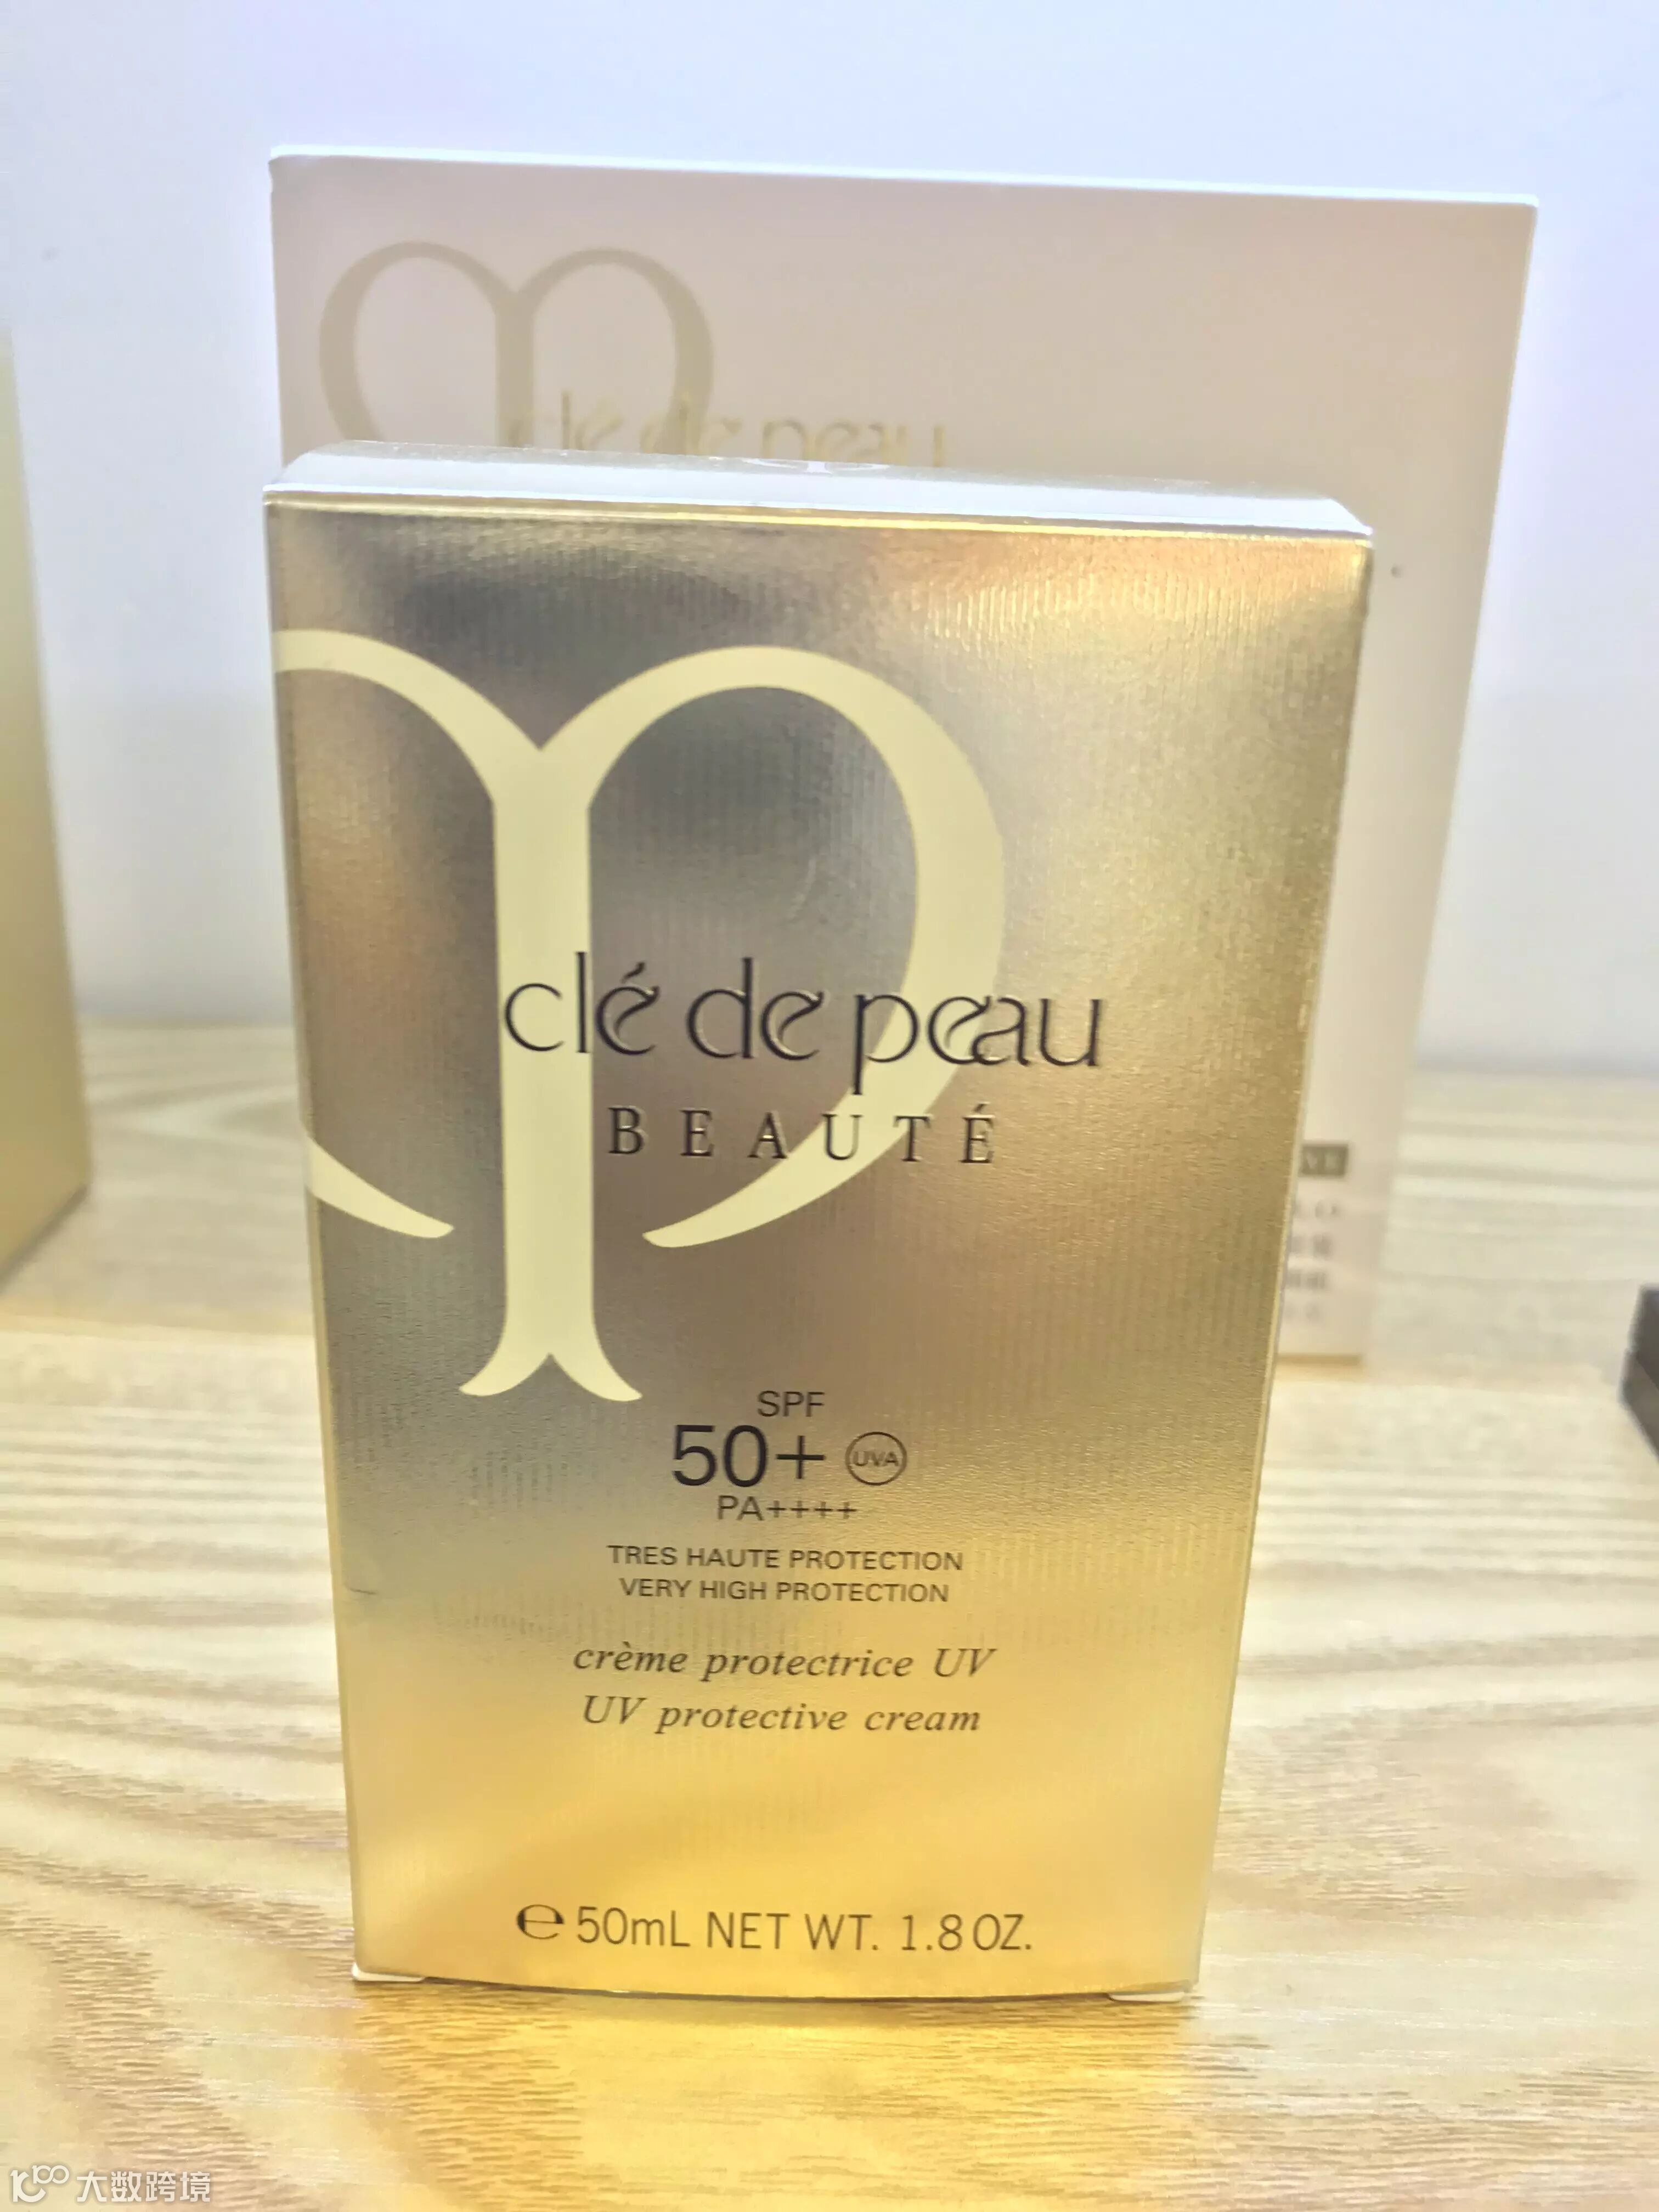 clé de peau
clé de peau
BEAUTÉ
SPF
50+ UVA
PA++++
TRES HAUTE PROTECTION
VERY HIGH PROTECTION
crème protectrice UV
UV protective cream
℮50mL NET WT. 1.8 OZ.
大数跨境